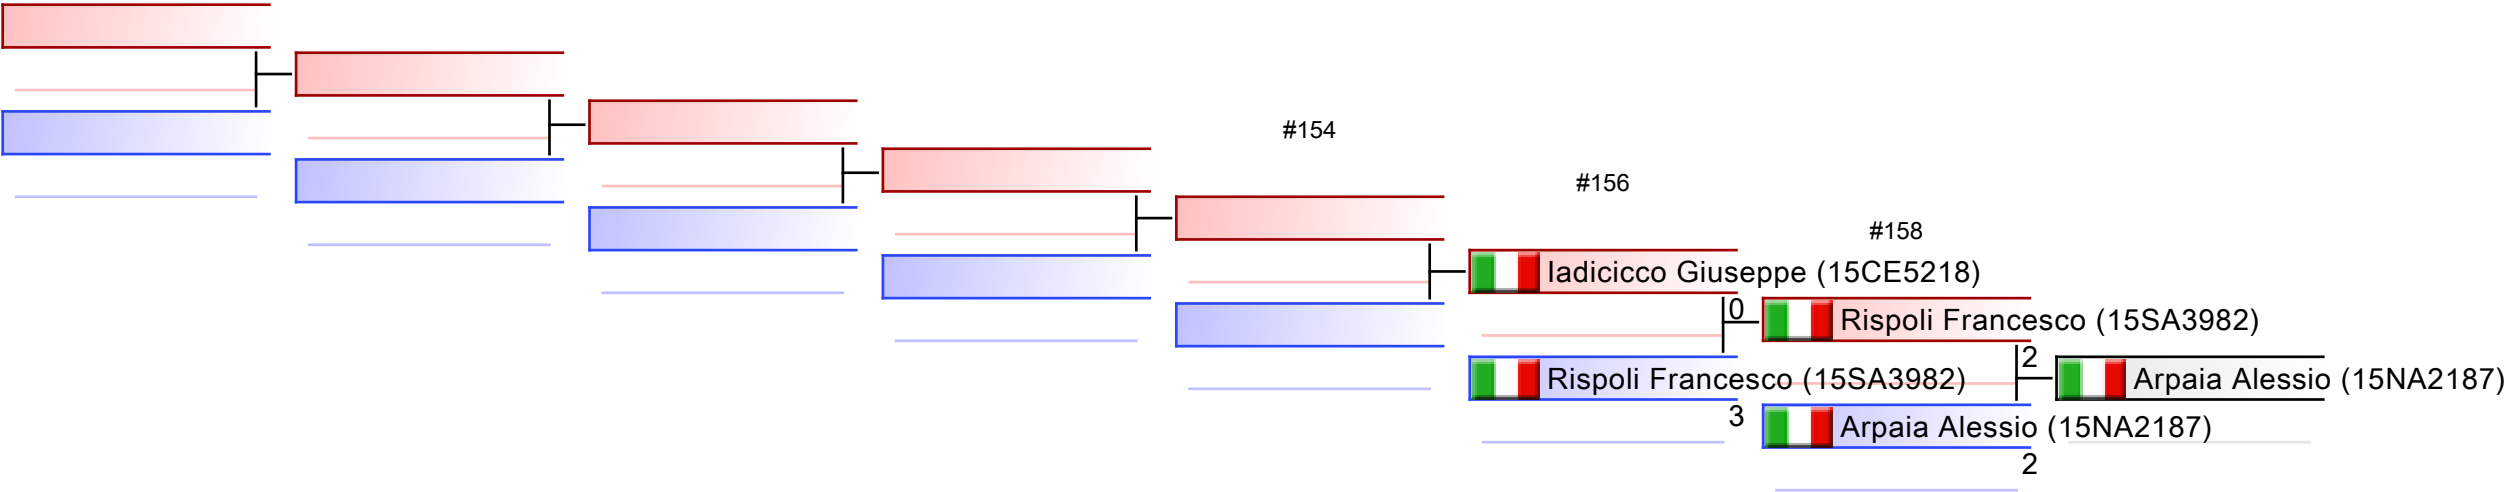 #154
#156
#158
Iadicicco Giuseppe (15CE5218)
0
Rispoli Francesco (15SA3982)
2
Rispoli Francesco (15SA3982)
3
Arpaia Alessio (15NA2187)
Arpaia Alessio (15NA2187)
2